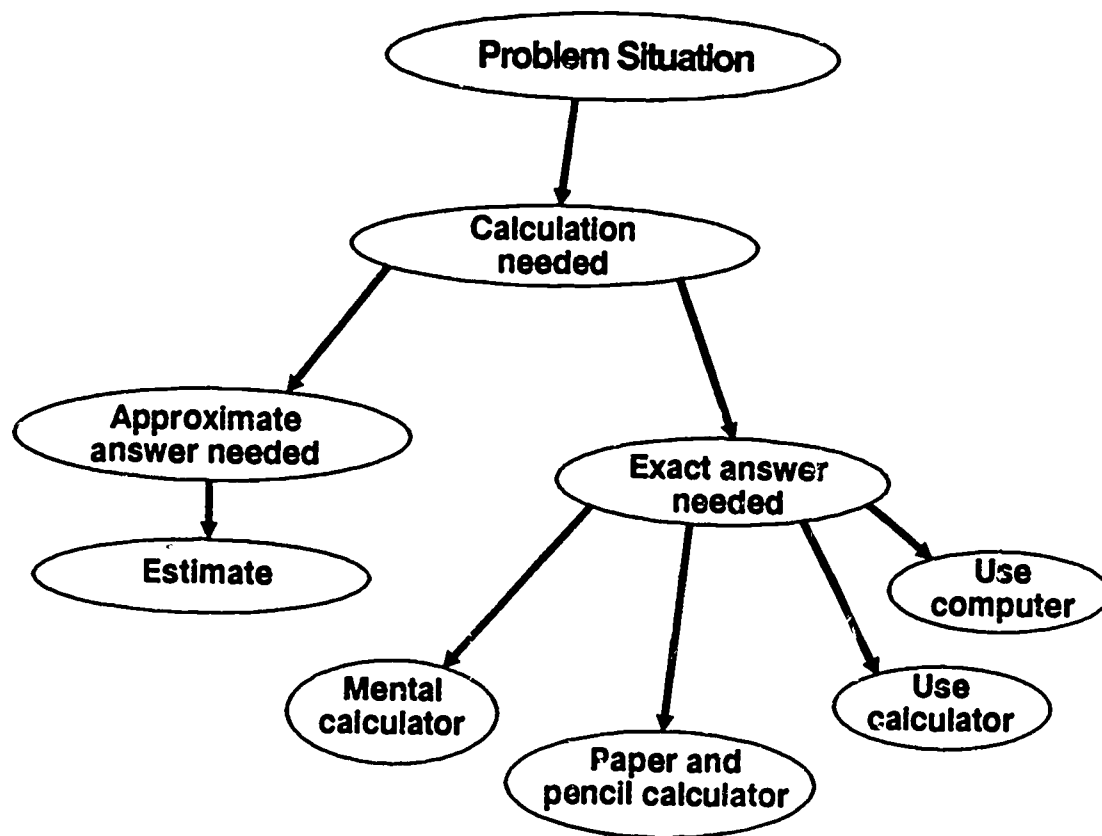 Problem Situation
Calculation
needed
Approximate
answer needed
Exact answer
needed
Estimate
Use
computer
Mental
calculator
Use
calculator
Paper and
pencil calculator